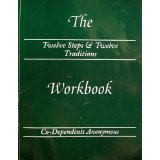 The
Twelve Steps & Twelve
Traditions
Workbook
Co-Dependents Anonymous